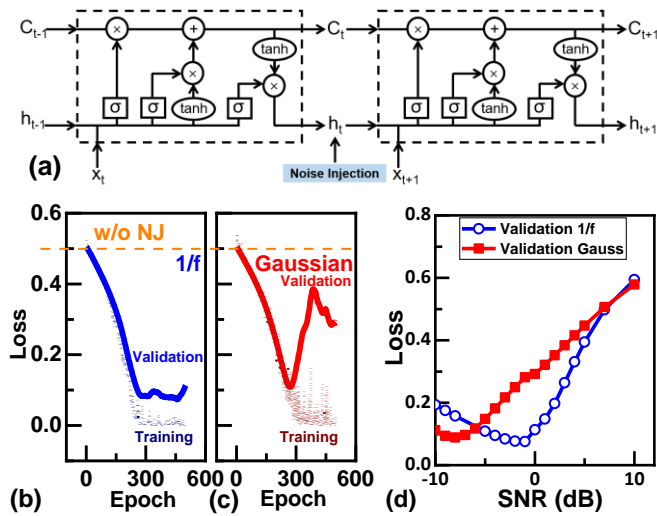 C_{t-1} × + tanh C_t × + tanh C_{t+1}
× × × ×
σ σ tanh σ σ σ tanh σ
h_{t-1} h_t h_{t+1}
(a) x_t Noise Injection x_{t+1}
(b)
Loss
0.6
0.4
0.2
0.0
w/o NJ
1/f
Validation
Training
0 300 600
Epoch
(c)
Gaussian
Validation
Training
0 300 600
Epoch
(d)
Loss
0.8
0.6
0.4
0.2
0.0
Validation 1/f
Validation Gauss
-10 0 10
SNR (dB)